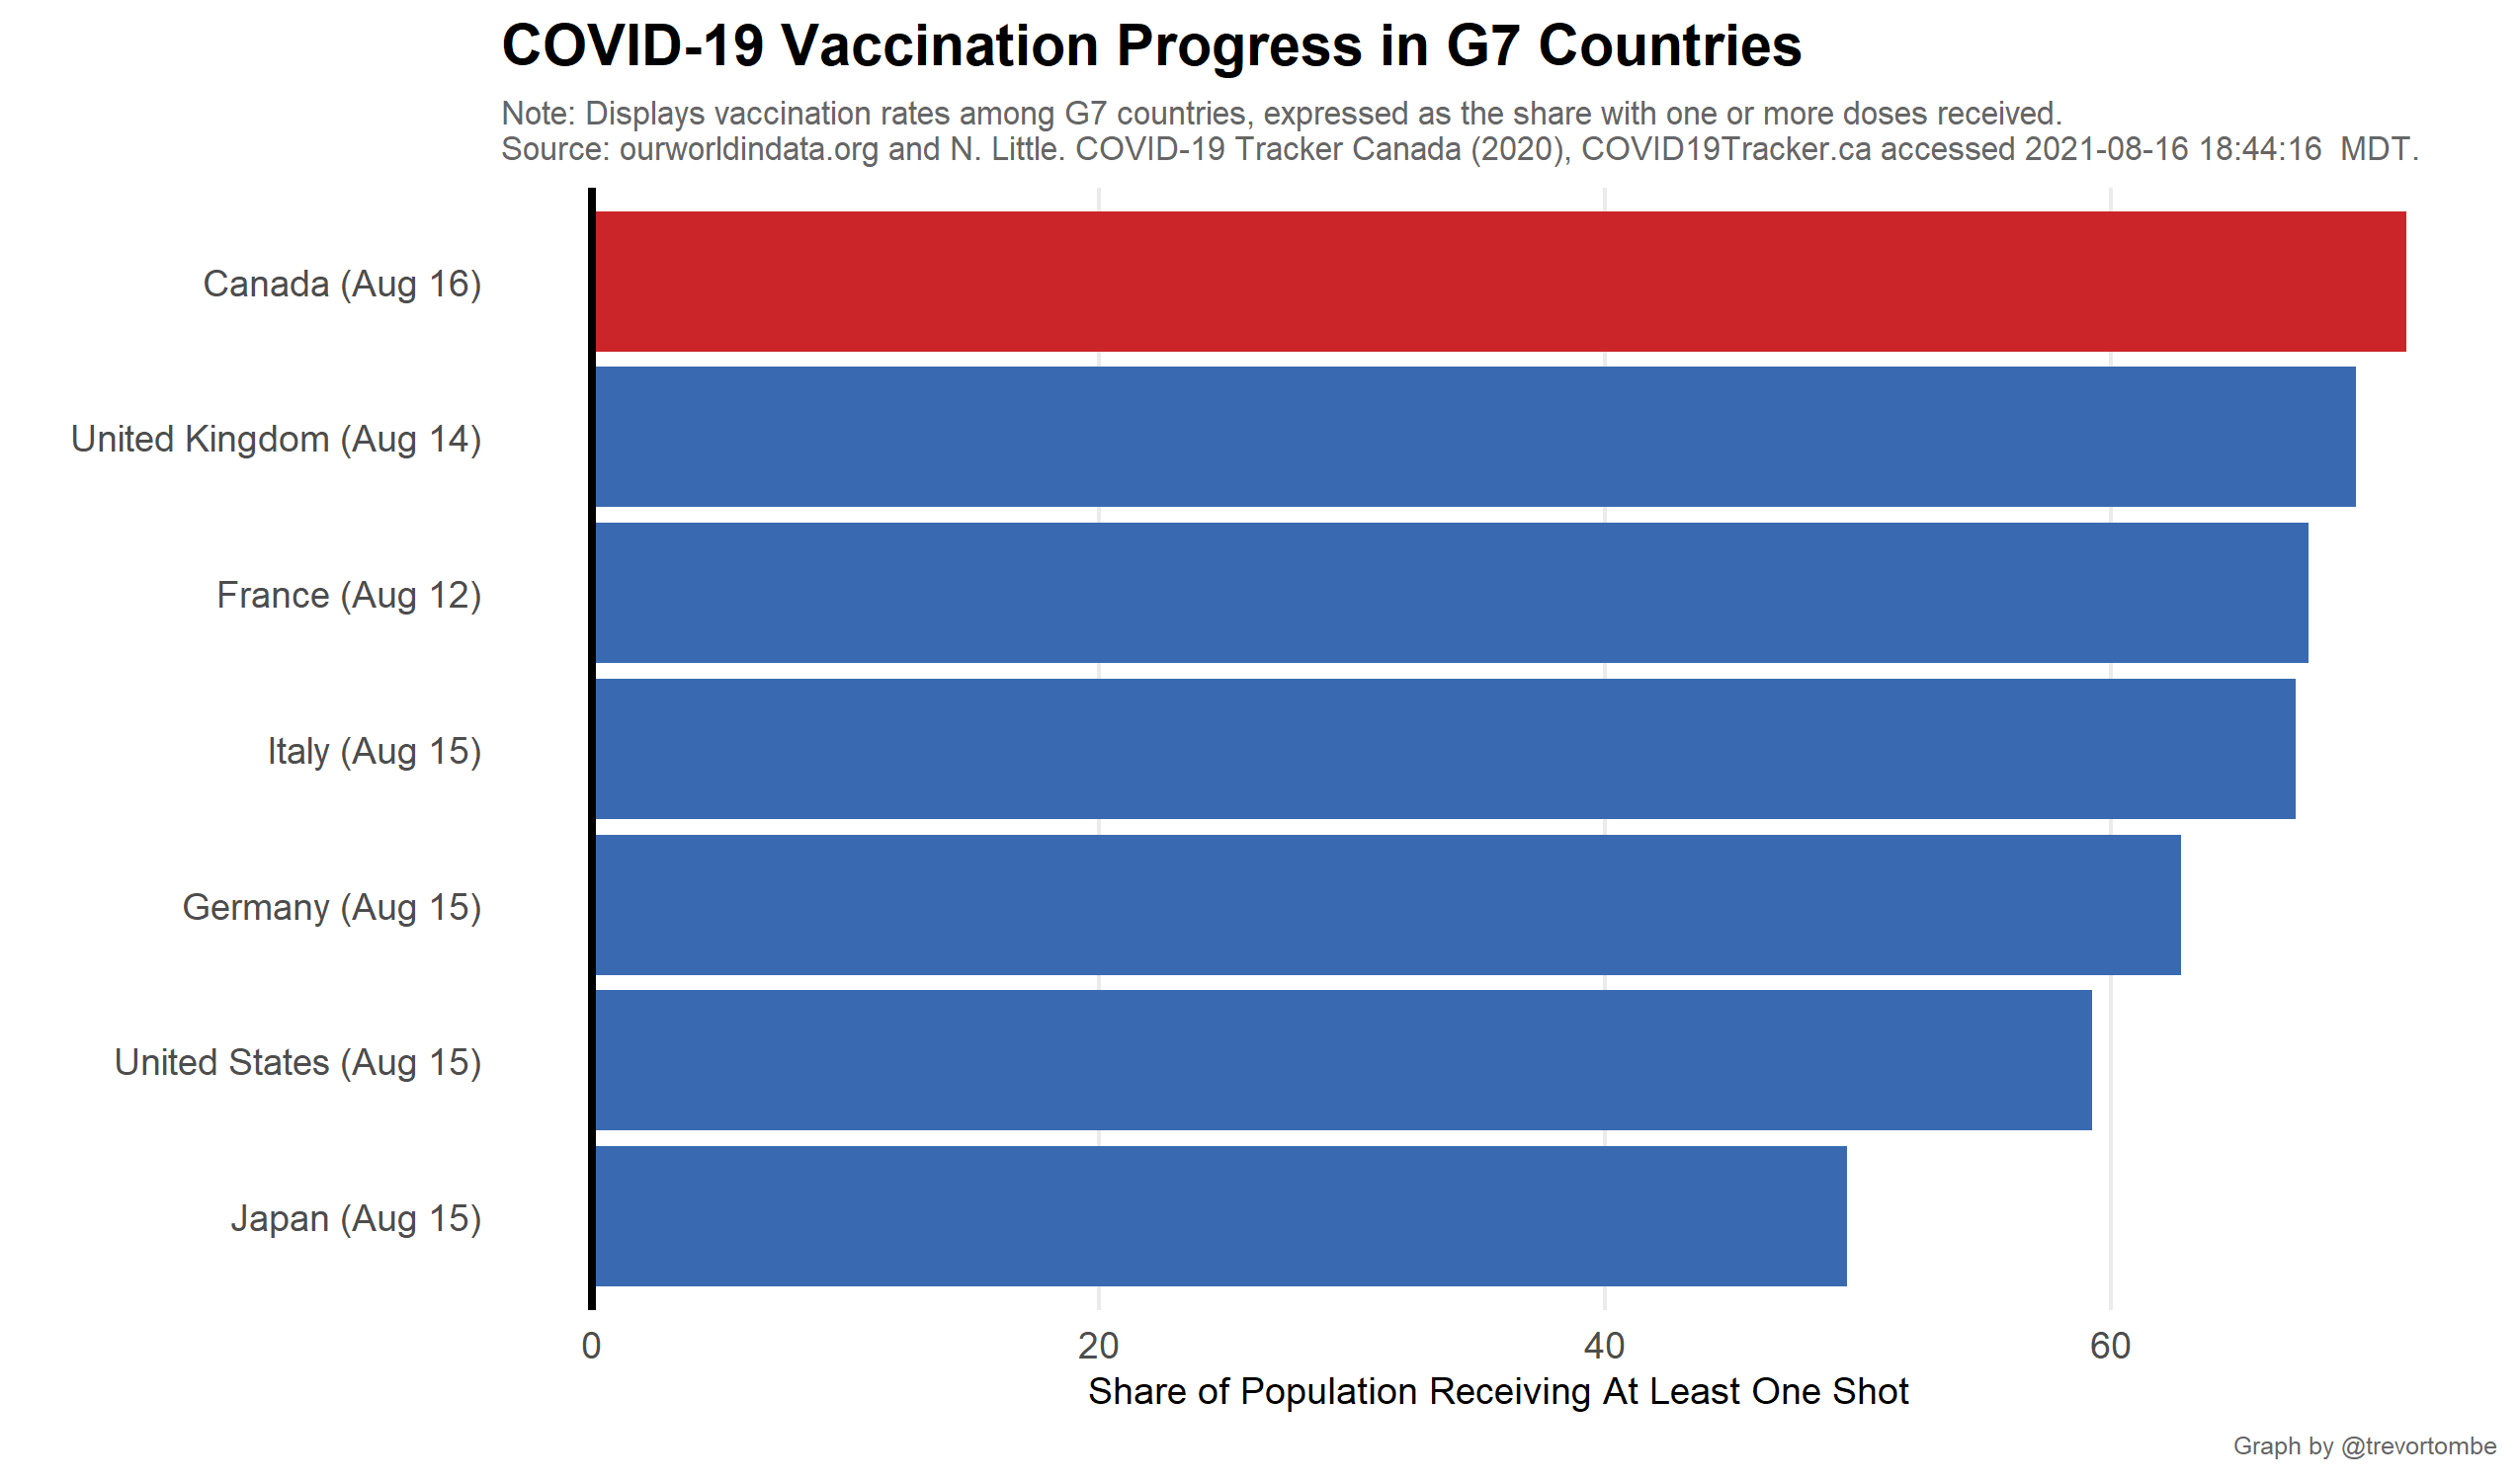 COVID-19 Vaccination Progress in G7 Countries
Note: Displays vaccination rates among G7 countries, expressed as the share with one or more doses received.
Source: ourworldindata.org and N. Little. COVID-19 Tracker Canada (2020), COVID19Tracker.ca accessed 2021-08-16 18:44:16  MDT.
Canada (Aug 16)
United Kingdom (Aug 14)
France (Aug 12)
Italy (Aug 15)
Germany (Aug 15)
United States (Aug 15)
Japan (Aug 15)
0 20 40 60
Share of Population Receiving At Least One Shot
Graph by @trevortombe